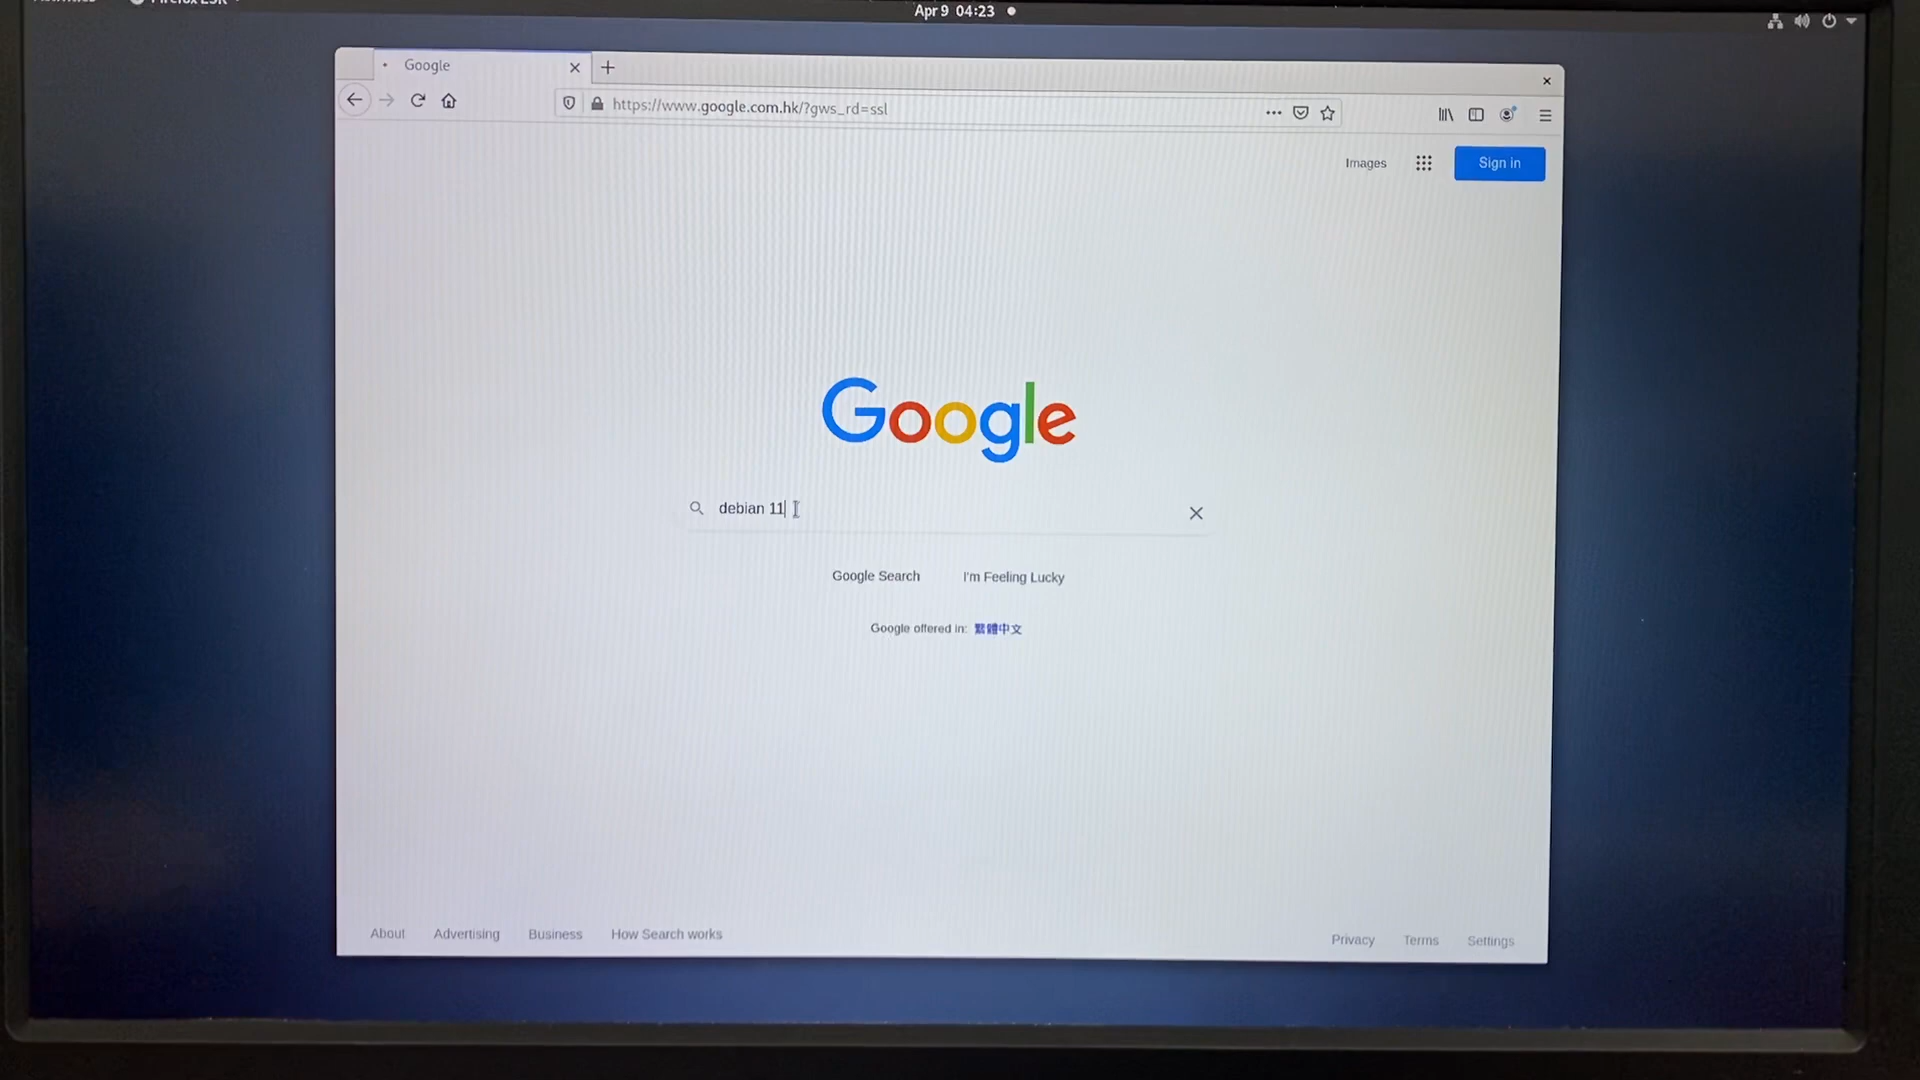 Apr 9 04:23
Google
https://www.google.com.hk/?gws_rd=ssl
Images
Sign in
Google
debian 11
Google Search
I'm Feeling Lucky
Google offered in: 繁體中文
About
Advertising
Business
How Search works
Privacy
Terms
Settings